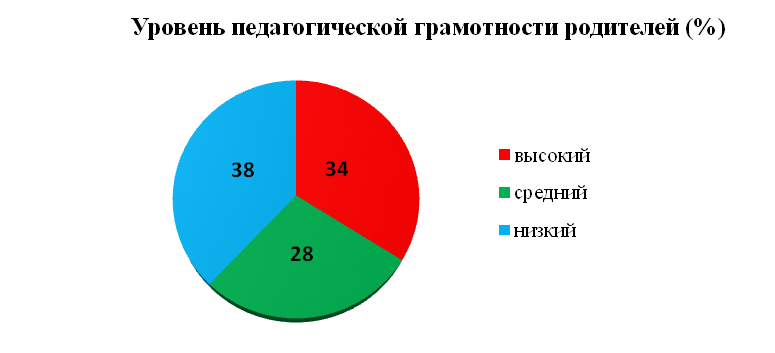 Уровень педагогической грамотности родителей (%)
38
34
28
высокий
средний
низкий